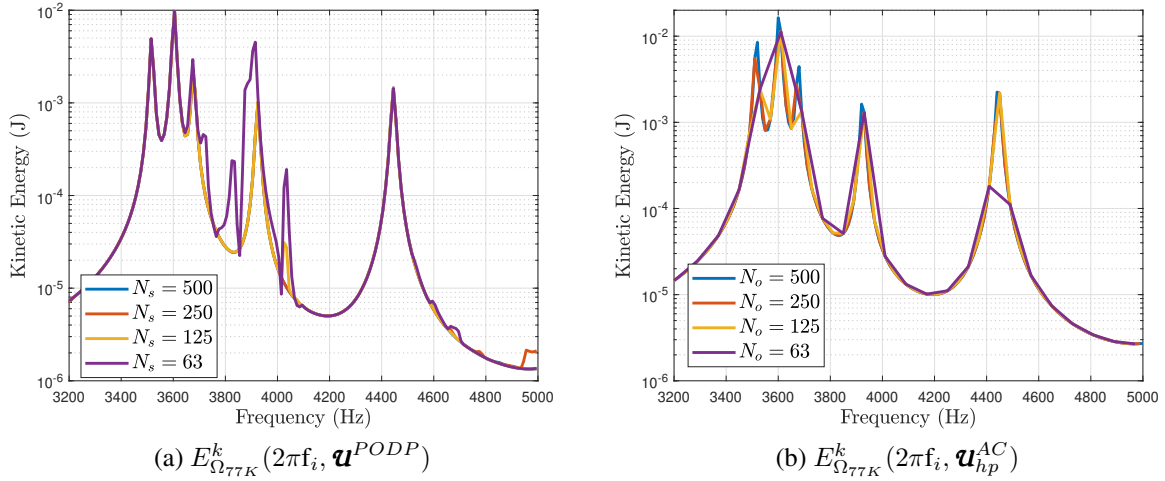 10^{-2}
10^{-3}
10^{-4}
10^{-5}
10^{-6}
Kinetic Energy (J)
N_s = 500
N_s = 250
N_s = 125
N_s = 63
3200 3400 3600 3800 4000 4200 4400 4600 4800 5000
Frequency (Hz)
(a) E^k_{Ω_{77K}}(2πf_i, 𝓤^{PODP})
10^{-2}
10^{-3}
10^{-4}
10^{-5}
10^{-6}
Kinetic Energy (J)
N_o = 500
N_o = 250
N_o = 125
N_o = 63
3200 3400 3600 3800 4000 4200 4400 4600 4800 5000
Frequency (Hz)
(b) E^k_{Ω_{77K}}(2πf_i, 𝓤^{AC}_{hp})